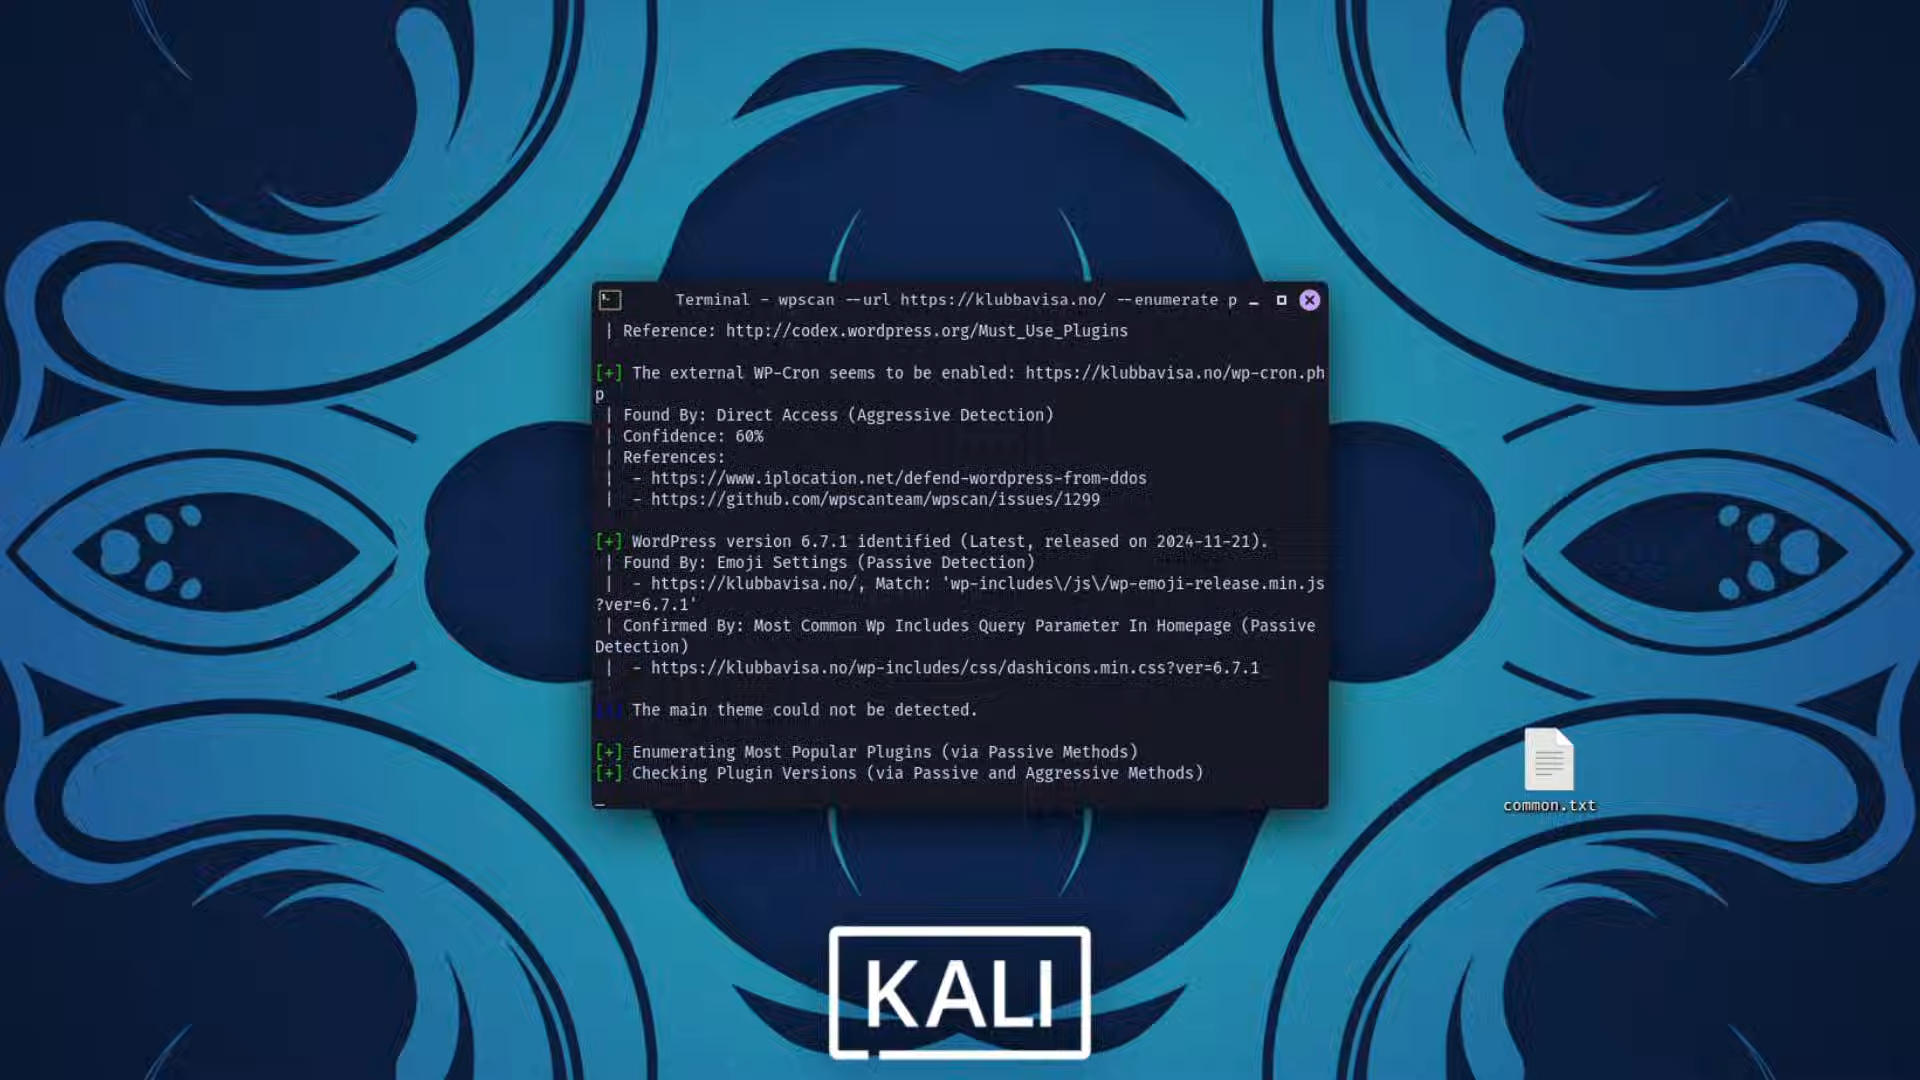 Terminal - wpscan --url https://klubbavisa.no/ --enumerate p
| Reference: http://codex.wordpress.org/Must_Use_Plugins
[+] The external WP-Cron seems to be enabled: https://klubbavisa.no/wp-cron.ph
p
| Found By: Direct Access (Aggressive Detection)
| Confidence: 60%
| References:
|  - https://www.iplocation.net/defend-wordpress-from-ddos
|  - https://github.com/wpscanteam/wpscan/issues/1299
[+] WordPress version 6.7.1 identified (Latest, released on 2024-11-21).
| Found By: Emoji Settings (Passive Detection)
|  - https://klubbavisa.no/, Match: 'wp-includes\/js\/wp-emoji-release.min.js
?ver=6.7.1'
| Confirmed By: Most Common Wp Includes Query Parameter In Homepage (Passive
Detection)
|  - https://klubbavisa.no/wp-includes/css/dashicons.min.css?ver=6.7.1
The main theme could not be detected.
[+] Enumerating Most Popular Plugins (via Passive Methods)
[+] Checking Plugin Versions (via Passive and Aggressive Methods)
common.txt
KALI